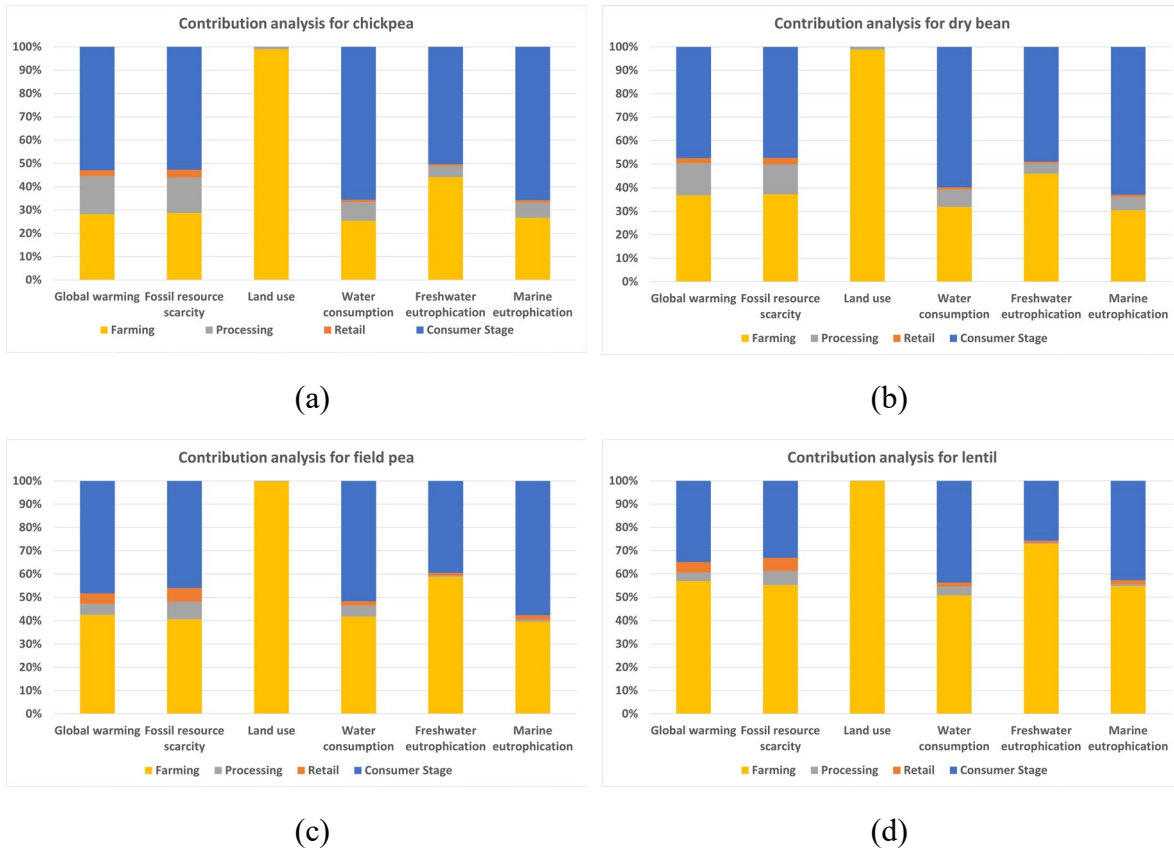 Contribution analysis for chickpea
100%
90%
80%
70%
60%
50%
40%
30%
20%
10%
0%
Global warming Fossil resource Land use Water Freshwater Marine
scarcity consumption eutrophication eutrophication
Farming Processing Retail Consumer Stage
(a)
Contribution analysis for dry bean
100%
90%
80%
70%
60%
50%
40%
30%
20%
10%
0%
Global warming Fossil resource Land use Water Freshwater Marine
scarcity consumption eutrophication eutrophication
Farming Processing Retail Consumer Stage
(b)
Contribution analysis for field pea
100%
90%
80%
70%
60%
50%
40%
30%
20%
10%
0%
Global warming Fossil resource Land use Water Freshwater Marine
scarcity consumption eutrophication eutrophication
Farming Processing Retail Consumer Stage
(c)
Contribution analysis for lentil
100%
90%
80%
70%
60%
50%
40%
30%
20%
10%
0%
Global warming Fossil resource Land use Water Freshwater Marine
scarcity consumption eutrophication eutrophication
Farming Processing Retail Consumer Stage
(d)